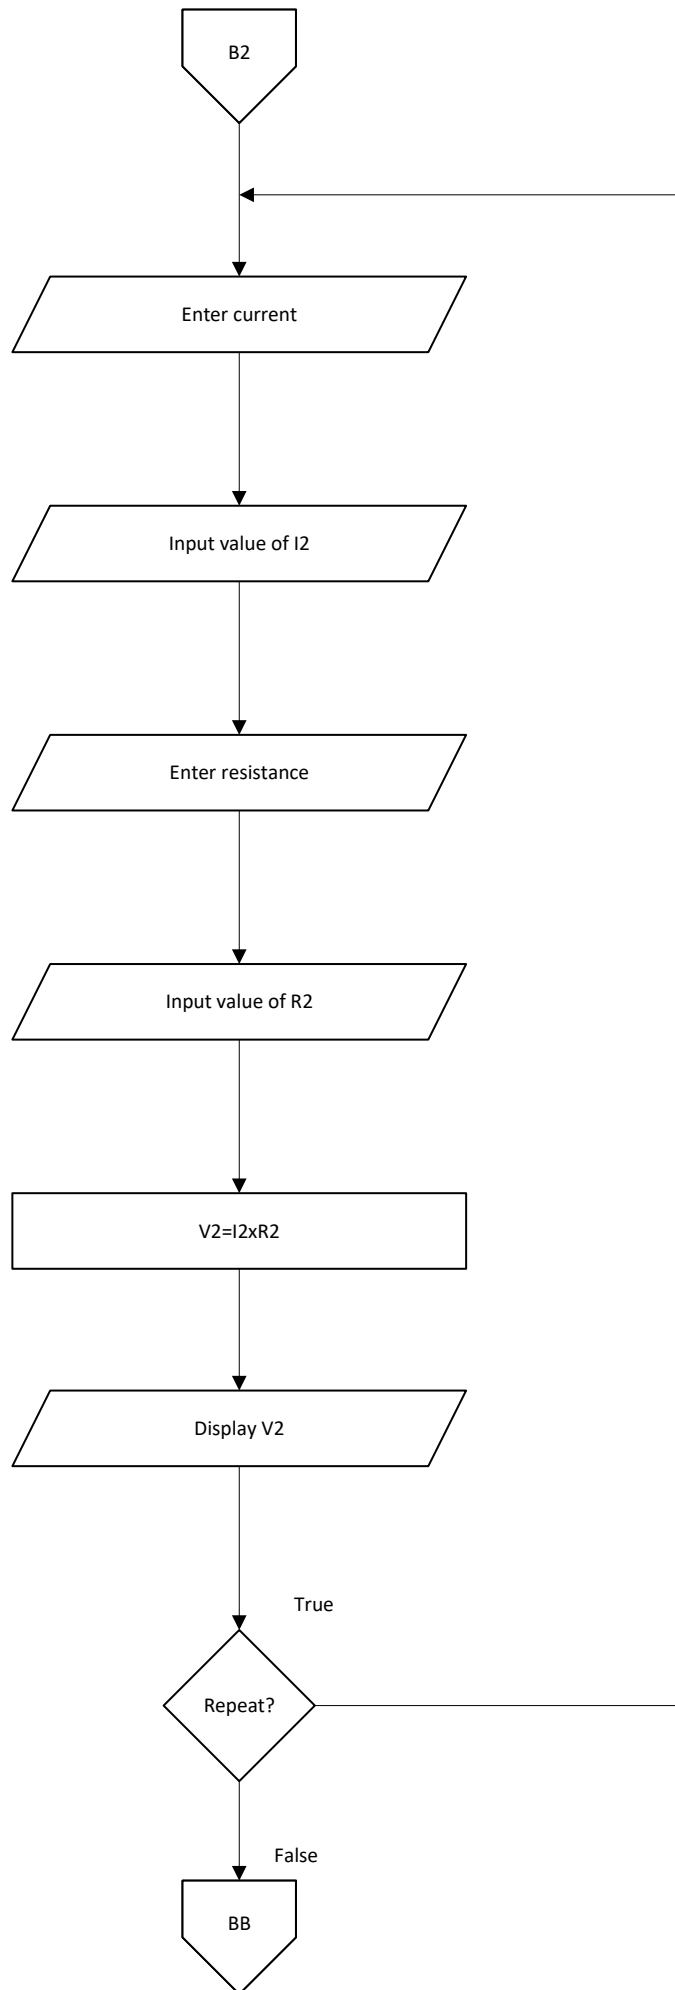 B2
Enter current
Input value of I2
Enter resistance
Input value of R2
V2=I2xR2
Display V2
True
Repeat?
False
BB